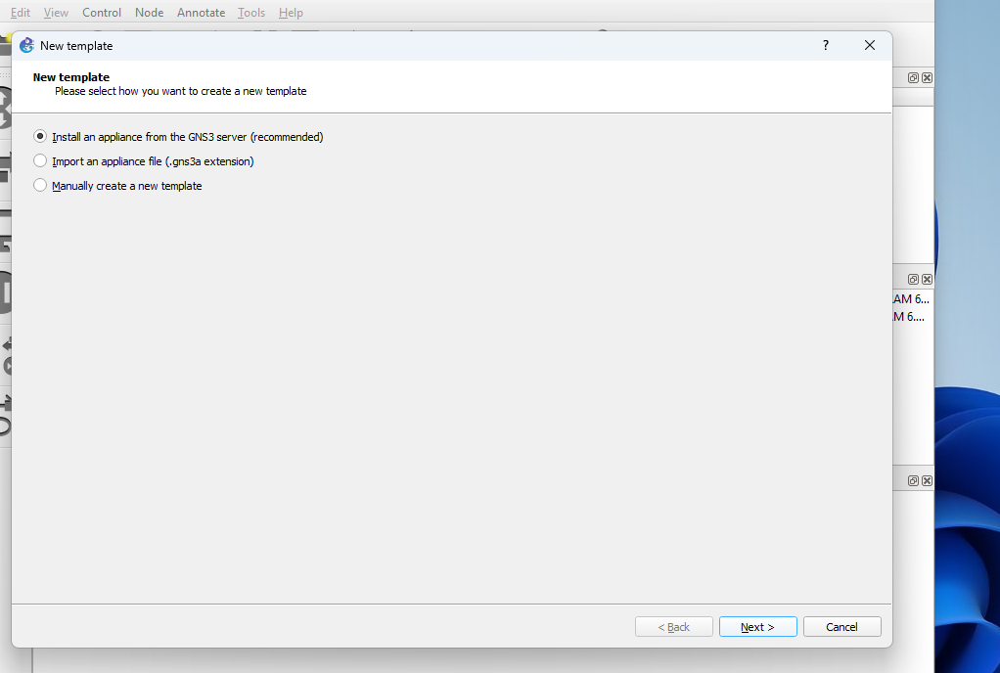 Edit View Control Node Annotate Tools Help
New template
?
New template
Please select how you want to create a new template
Install an appliance from the GNS3 server (recommended)
Import an appliance file (.gns3a extension)
Manually create a new template
AM 6...
M 6....
< Back Next > Cancel